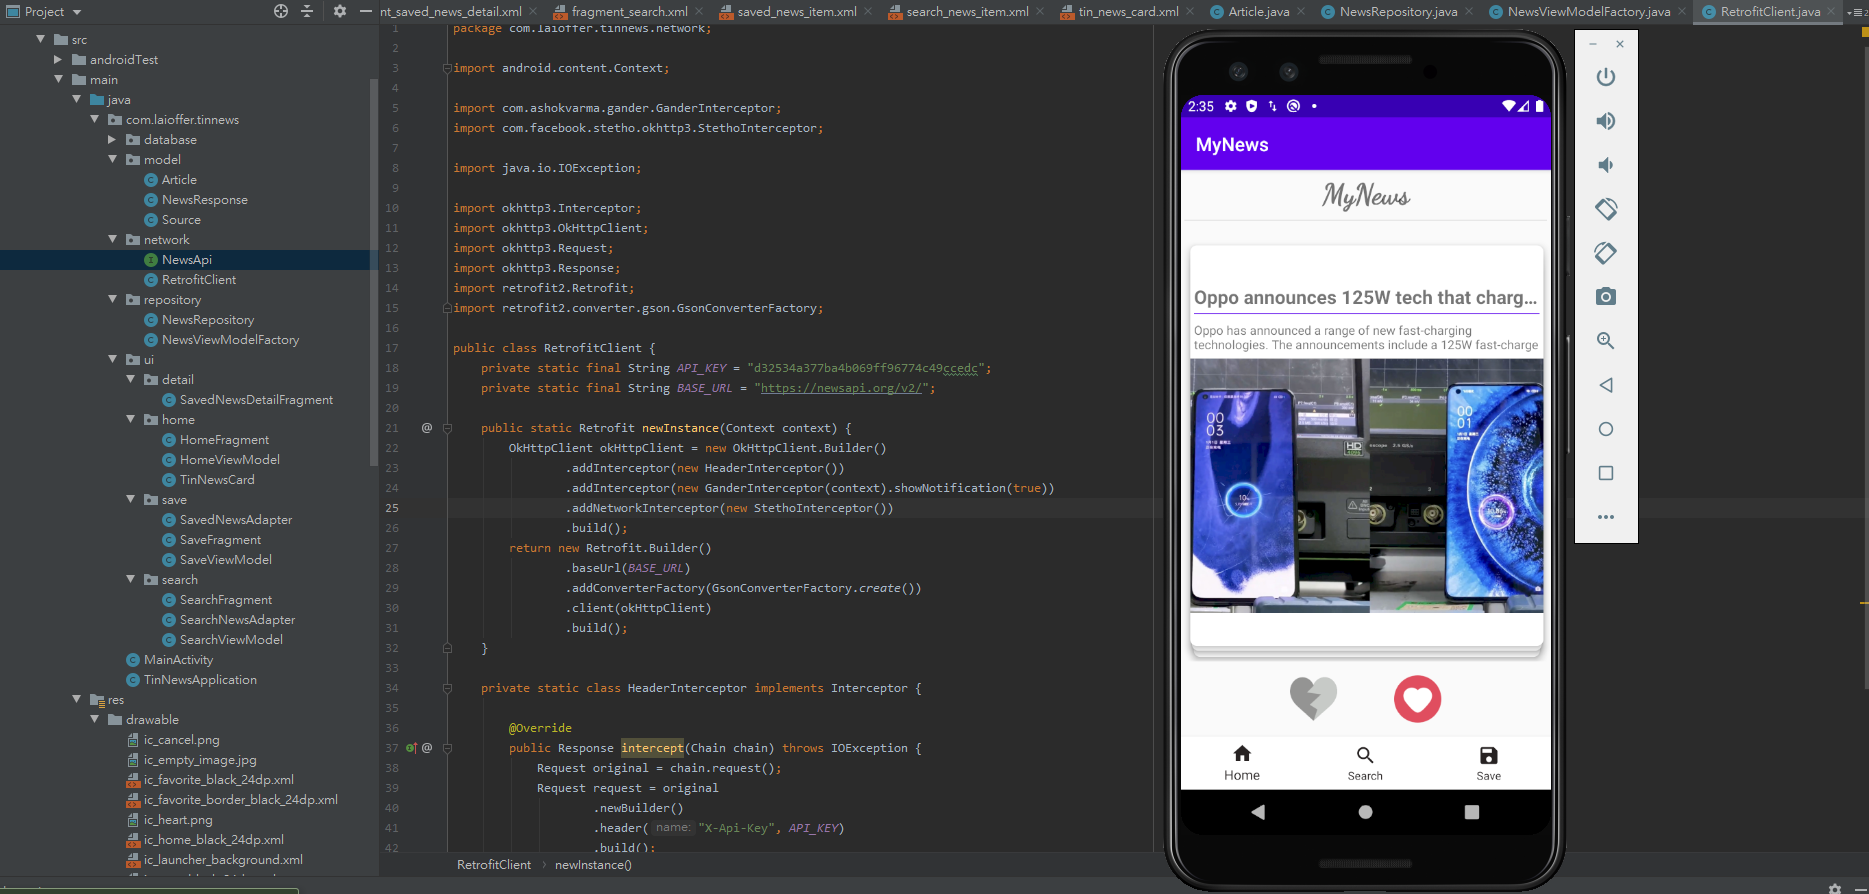 Project
nt_saved_news_detail.xml
fragment_search.xml
saved_news_item.xml
search_news_item.xml
tin_news_card.xml
Article.java
NewsRepository.java
NewsViewModelFactory.java
RetrofitClient.java
src
androidTest
main
java
com.laioffer.tinnews
database
model
Article
NewsResponse
Source
network
NewsApi
RetrofitClient
repository
NewsRepository
NewsViewModelFactory
ui
detail
SavedNewsDetailFragment
home
HomeFragment
HomeViewModel
TinNewsCard
save
SavedNewsAdapter
SaveFragment
SaveViewModel
search
SearchFragment
SearchNewsAdapter
SearchViewModel
MainActivity
TinNewsApplication
res
drawable
ic_cancel.png
ic_empty_image.jpg
ic_favorite_black_24dp.xml
ic_favorite_border_black_24dp.xml
ic_heart.png
ic_home_black_24dp.xml
ic_launcher_background.xml
1 package com.laioffer.tinnews.network;
2
3 import android.content.Context;
4
5 import com.ashokvarma.gander.GanderInterceptor;
6 import com.facebook.stetho.okhttp3.StethoInterceptor;
7
8 import java.io.IOException;
9
10 import okhttp3.Interceptor;
11 import okhttp3.OkHttpClient;
12 import okhttp3.Request;
13 import okhttp3.Response;
14 import retrofit2.Retrofit;
15 import retrofit2.converter.gson.GsonConverterFactory;
16
17 public class RetrofitClient {
18 private static final String API_KEY = "d32534a377ba4b069ff96774c49ccedc";
19 private static final String BASE_URL = "https://newsapi.org/v2/";
20
21 @ public static Retrofit newInstance(Context context) {
22 OkHttpClient okHttpClient = new OkHttpClient.Builder()
23 .addInterceptor(new HeaderInterceptor())
24 .addInterceptor(new GanderInterceptor(context).showNotification(true))
25 .addNetworkInterceptor(new StethoInterceptor())
26 .build();
27 return new Retrofit.Builder()
28 .baseUrl(BASE_URL)
29 .addConverterFactory(GsonConverterFactory.create())
30 .client(okHttpClient)
31 .build();
32 }
33
34 private static class HeaderInterceptor implements Interceptor {
35
36 @Override
37 @ public Response intercept(Chain chain) throws IOException {
38 Request original = chain.request();
39 Request request = original
40 .newBuilder()
41 .header( name: "X-Api-Key", API_KEY)
42 .build();
RetrofitClient > newInstance()
2:35
MyNews
MyNews
Oppo announces 125W tech that charg...
Oppo has announced a range of new fast-charging
technologies. The announcements include a 125W fast-charge
00
03
00
01
HD
Home
Search
Save